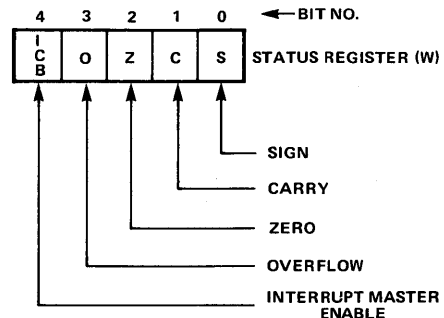 4 3 2 1 0 BIT NO.
I C B O Z C S STATUS REGISTER (W)
SIGN
CARRY
ZERO
OVERFLOW
INTERRUPT MASTER
ENABLE